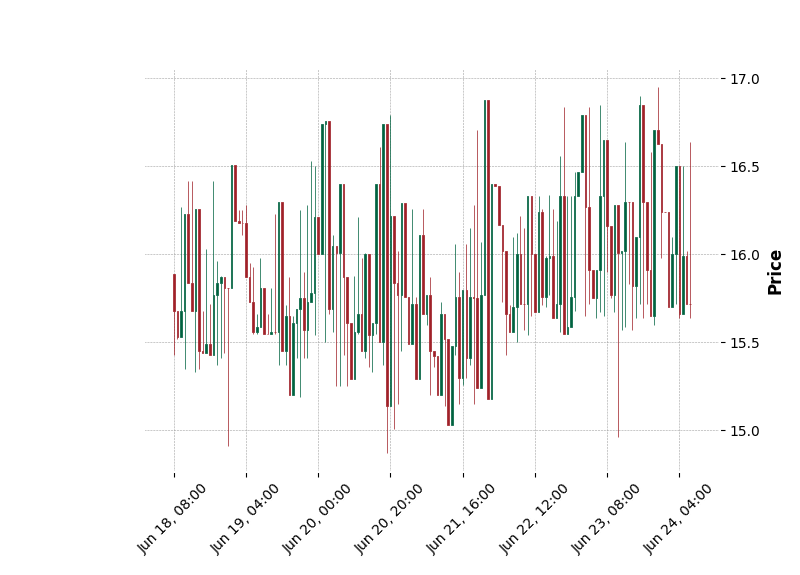 17.0
16.5
16.0
15.5
15.0
Price
Jun 18, 08:00
Jun 19, 04:00
Jun 20, 00:00
Jun 20, 20:00
Jun 21, 16:00
Jun 22, 12:00
Jun 23, 08:00
Jun 24, 04:00